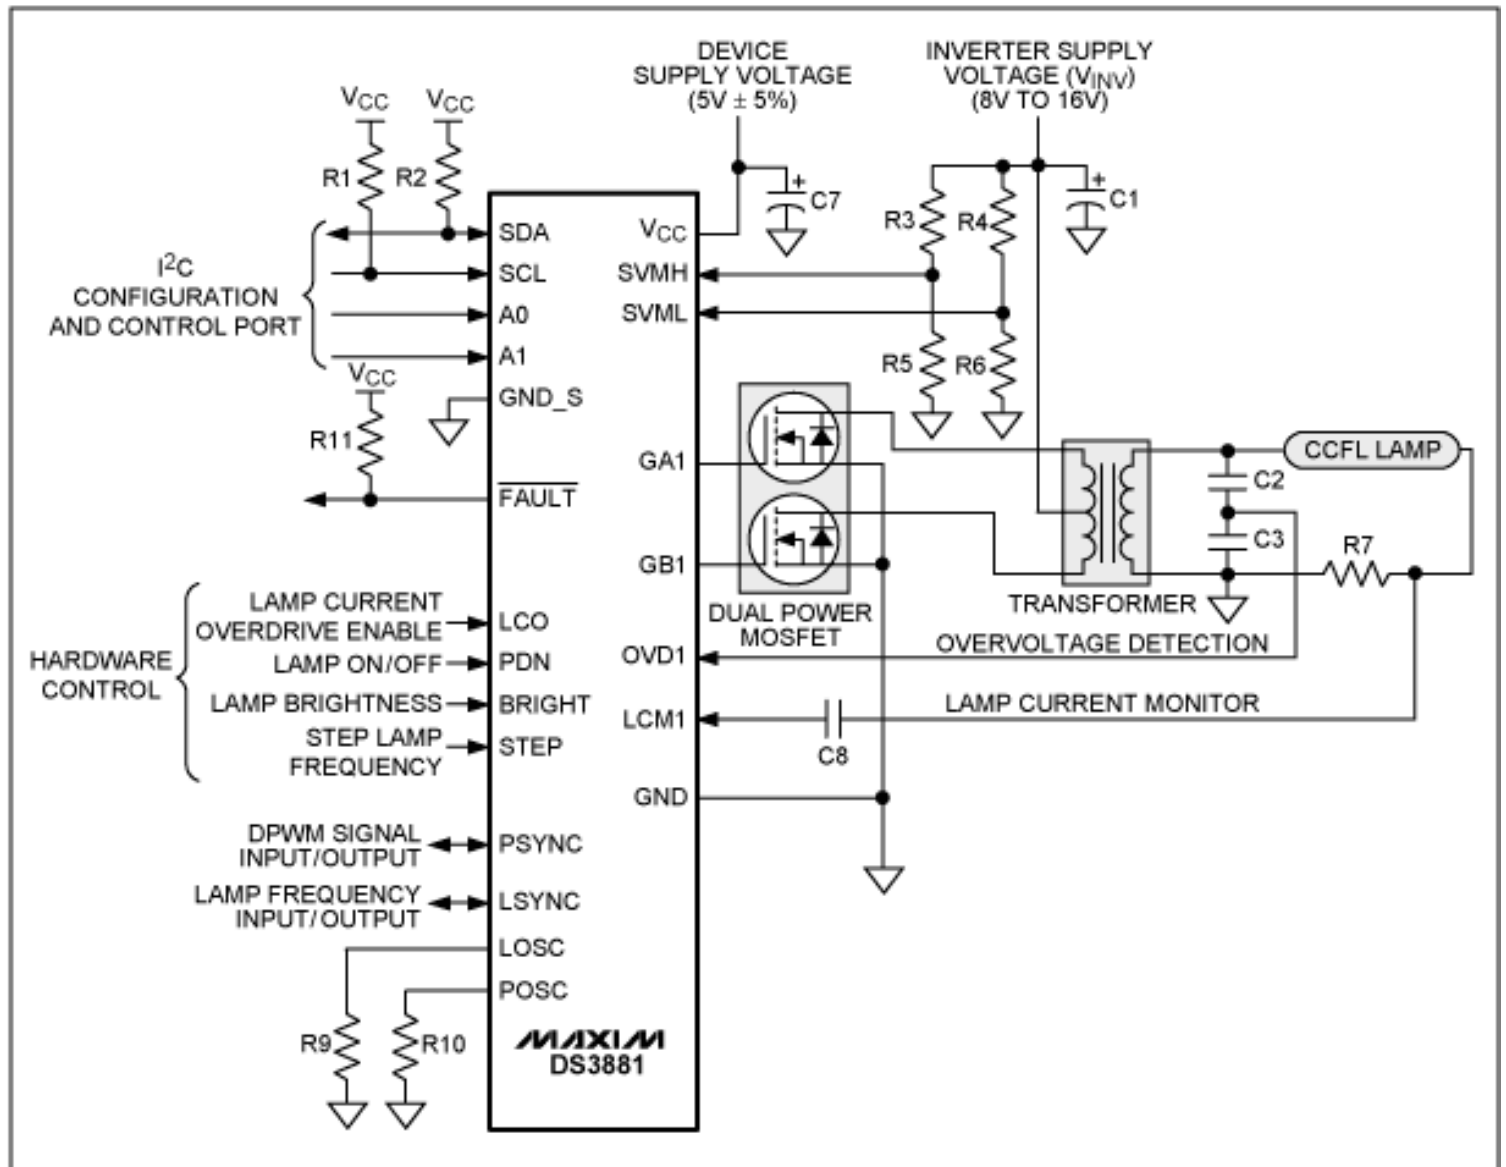 DEVICE
SUPPLY VOLTAGE
(5V ± 5%)
INVERTER SUPPLY
VOLTAGE (VINV)
(8V TO 16V)
VCC
VCC
R1
R2
C7
R3
R4
C1
I2C
CONFIGURATION
AND CONTROL PORT
SDA
SCL
A0
A1
GND_S
VCC
SVMH
SVML
R5
R6
VCC
R11
FAULT
GA1
GB1
DUAL POWER
MOSFET
TRANSFORMER
CCFL LAMP
C2
C3
R7
HARDWARE
CONTROL
LAMP CURRENT
OVERDRIVE ENABLE
LAMP ON/OFF
LAMP BRIGHTNESS
STEP LAMP
FREQUENCY
LCO
PDN
BRIGHT
STEP
OVD1
OVERVOLTAGE DETECTION
LCM1
C8
LAMP CURRENT MONITOR
GND
DPWM SIGNAL
INPUT/OUTPUT
PSYNC
LAMP FREQUENCY
INPUT/OUTPUT
LSYNC
LOSC
POSC
R9
R10
MAXIM
DS3881